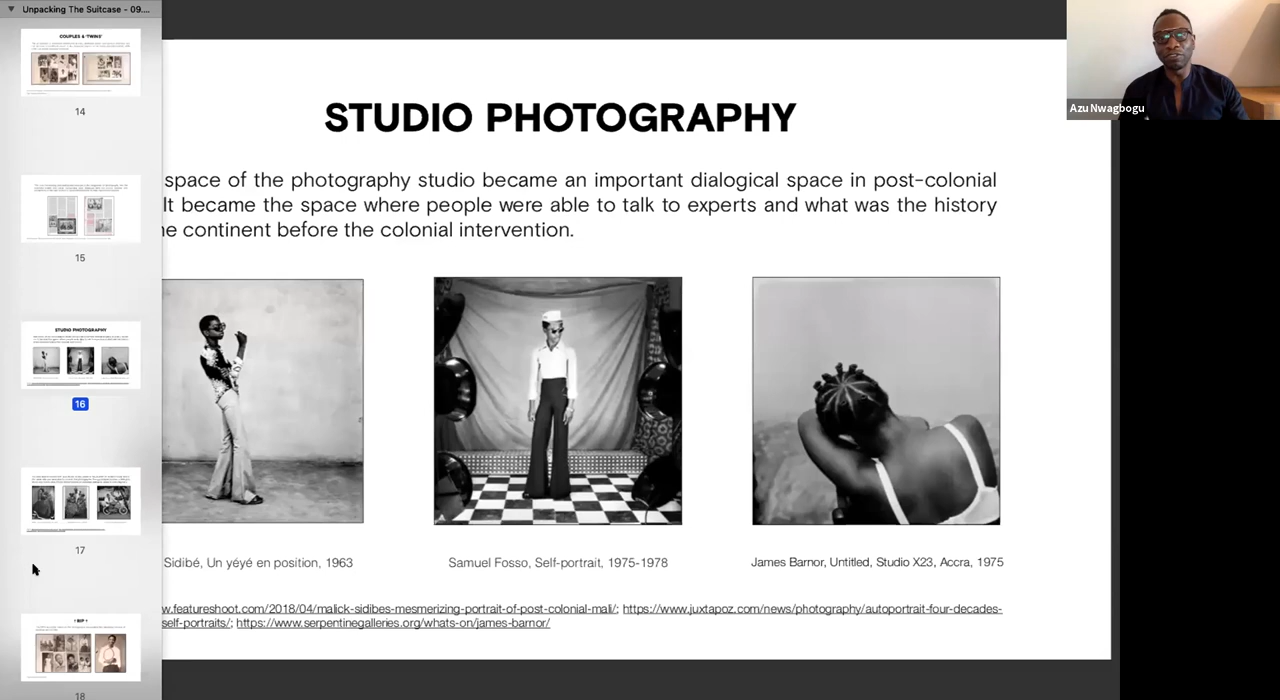 Unpacking The Suitcase - 09....
COUPLES & 'TWINS'
14
15
STUDIO PHOTOGRAPHY
16
17
18
STUDIO PHOTOGRAPHY
space of the photography studio became an important dialogical space in post-colonial
It became the space where people were able to talk to experts and what was the history
e continent before the colonial intervention.
Sidibé, Un yéyé en position, 1963
Samuel Fosso, Self-portrait, 1975-1978
James Barnor, Untitled, Studio X23, Accra, 1975
w.featureshoot.com/2018/04/malick-sidibes-mesmerizing-portrait-of-post-colonial-mali/; https://www.juxtapoz.com/news/photography/autoportrait-four-decades-
self-portraits/; https://www.serpentinegalleries.org/whats-on/james-barnor/
Azu Nwagbogu